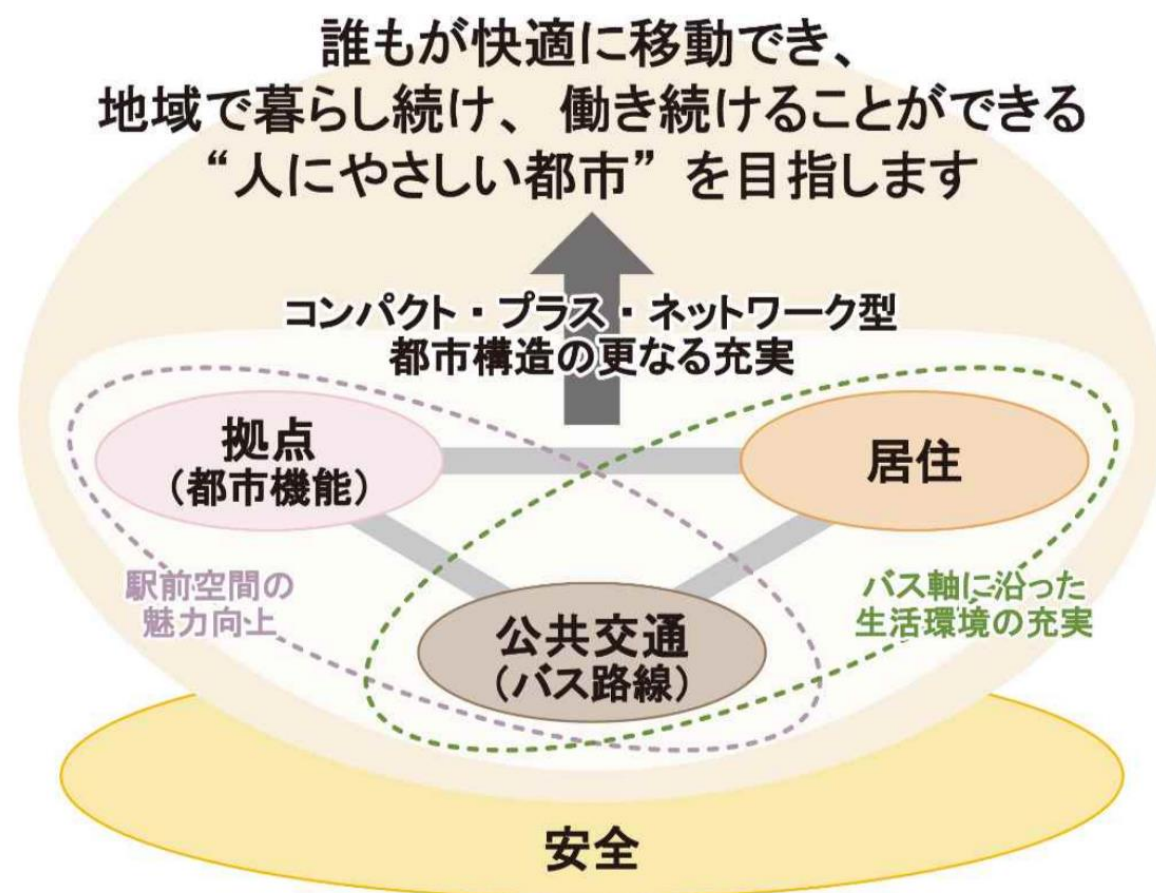 誰もが快適に移動でき、
地域で暮らし続け、働き続けることができる
“人にやさしい都市”を目指します
コンパクト・プラス・ネットワーク型
都市構造の更なる充実
拠点
（都市機能）
居住
駅前空間の
魅力向上
バス軸に沿った
生活環境の充実
公共交通
（バス路線）
安全